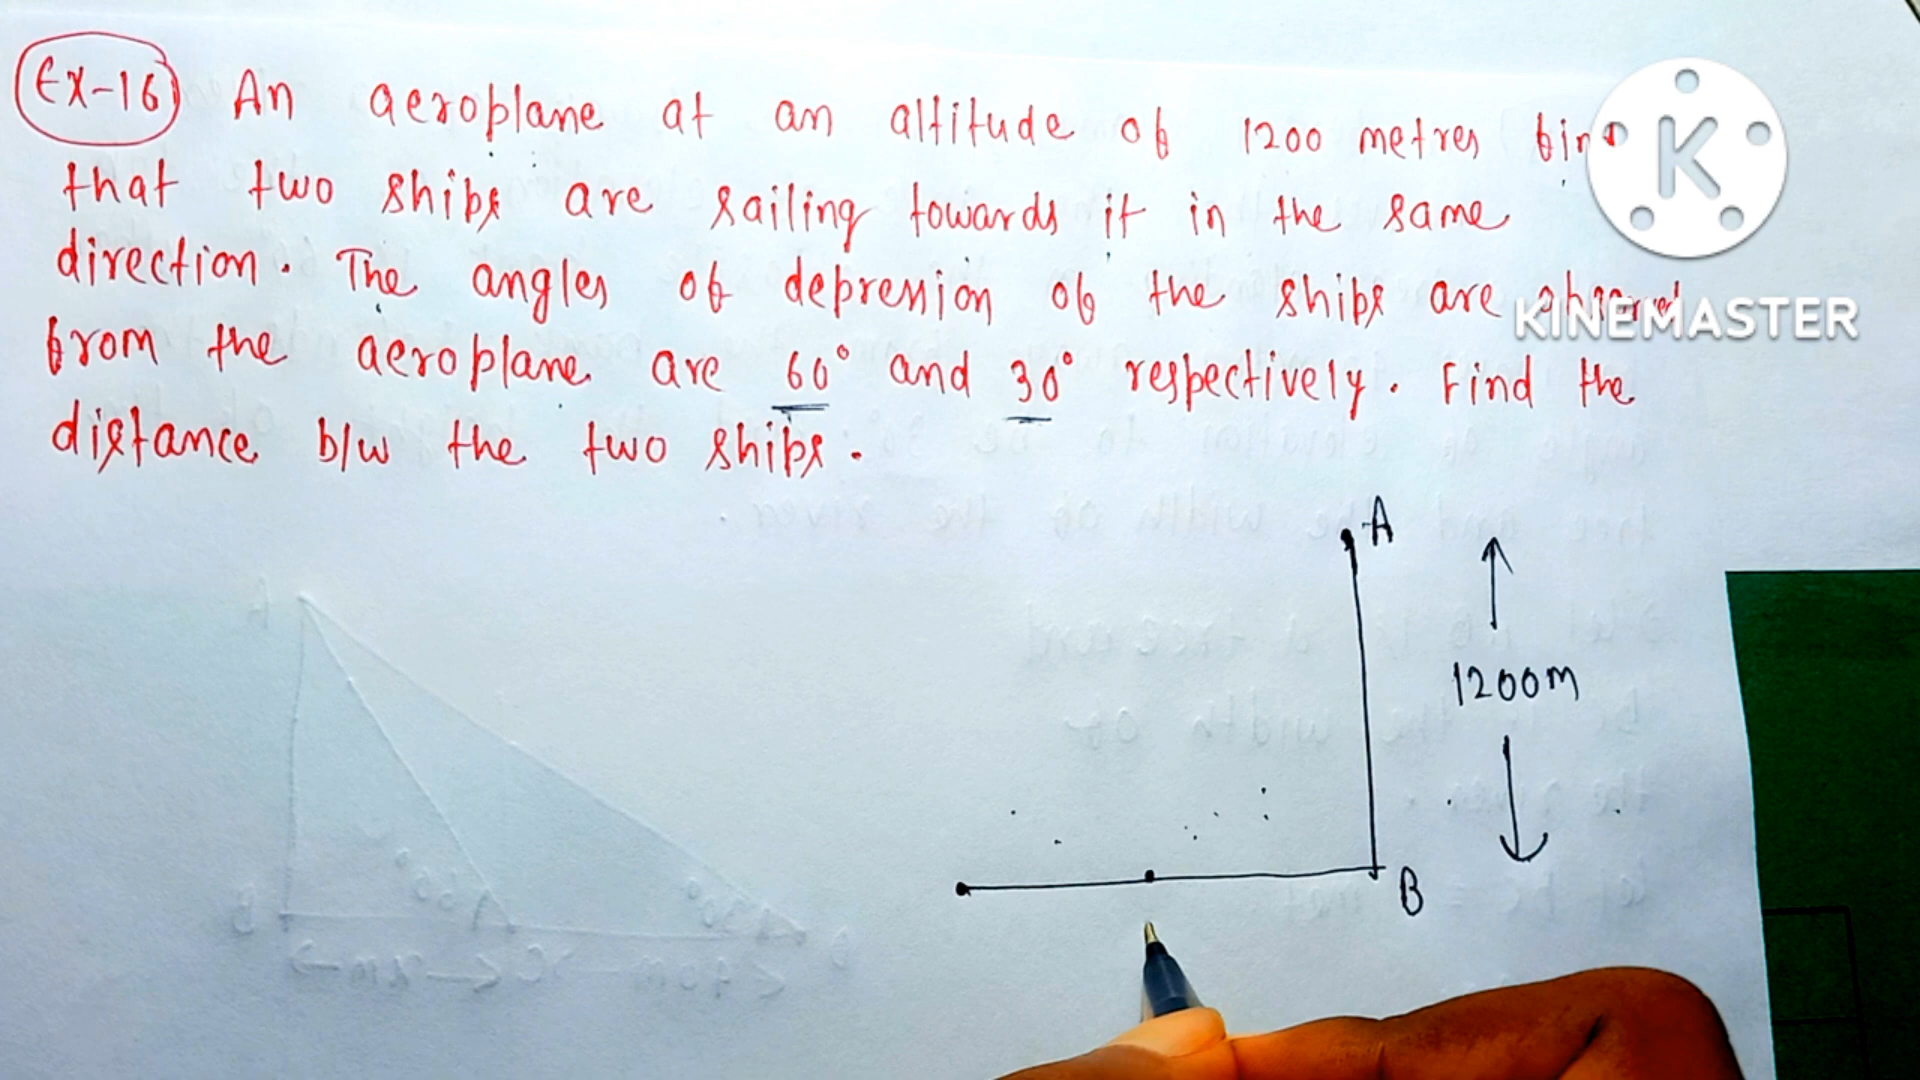 Ex-16 An aeroplane at an altitude of 1200 metres
that two ships are sailing towards it in the same
direction. The angles of depression of the ships are
from the aeroplane are 60° and 30° respectively. Find the
distance b/w the two ships.
K
KINEMASTER
A
1200m
B